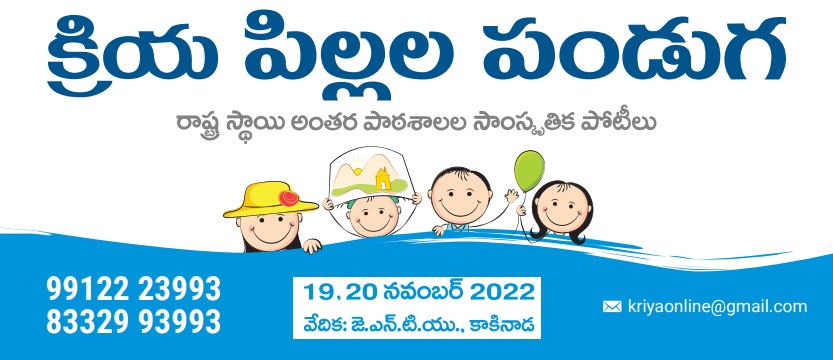 క్రియ పిల్లల పండుగ
రాష్ట్ర స్థాయి అంతర పాఠశాలల సాంస్కృతిక పోటీలు
99122 23993
83329 93993
19, 20 నవంబర్ 2022
వేదిక: జె.ఎన్.టి.యు., కాకినాడ
kriyaonline@gmail.com